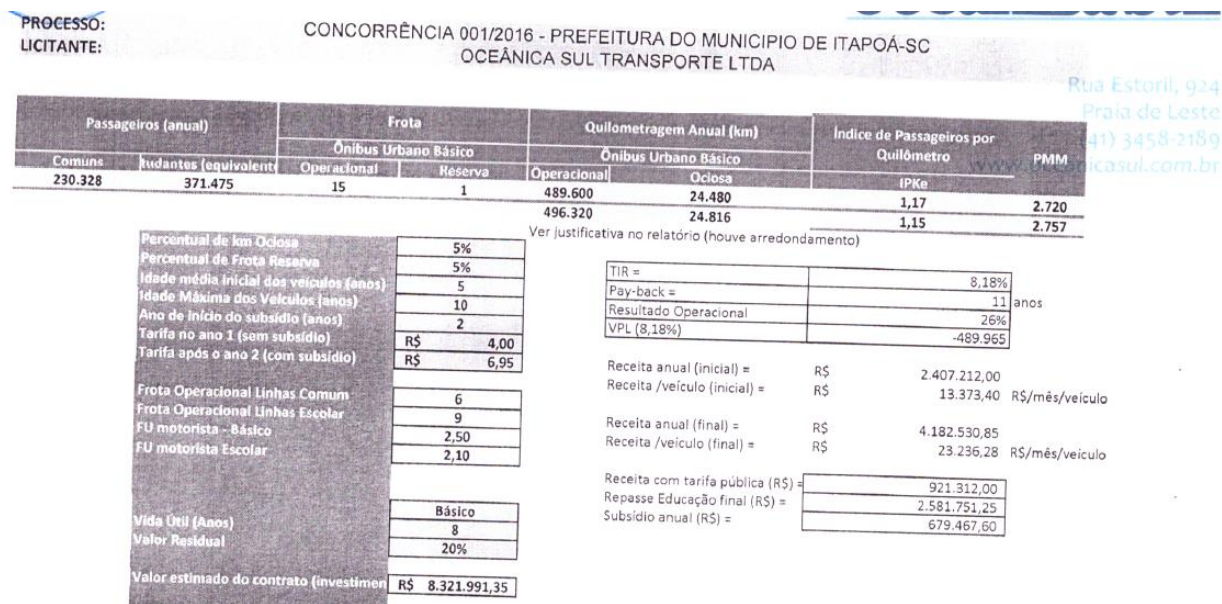 PROCESSO:
LICITANTE:
CONCORRÊNCIA 001/2016 - PREFEITURA DO MUNICIPIO DE ITAPOÁ-SC
OCEÂNICA SUL TRANSPORTE LTDA
Rua Estoril, 924
Praia de Leste
(41) 3458-2189
Passageiros (anual) Frota Quilometragem Anual (km) Índice de Passageiros por Quilômetro PMM
Ônibus Urbano Básico Ônibus Urbano Básico
Comuns tudantes (equivalente Operacional Reserva Operacional Ociosa IPKe
230.328 371.475 15 1 489.600 24.480 1,17 2.720
496.320 24.816 1,15 2.757
Ver justificativa no relatório (houve arredondamento)
Percentual de km Ociosa 5%
Percentual de Frota Reserva 5%
Idade média inicial dos veículos (anos) 5
Idade Máxima dos Veículos (anos) 10
Ano de início do subsídio (anos) 2
Tarifa no ano 1 (sem subsídio) R$ 4,00
Tarifa após o ano 2 (com subsídio) R$ 6,95
TIR = 8,18%
Pay-back = 11 anos
Resultado Operacional 26%
VPL (8,18%) -489.965
Frota Operacional Linhas Comum 6
Frota Operacional Linhas Escolar 9
FU motorista - Básico 2,50
FU motorista Escolar 2,10
Receita anual (inicial) = R$ 2.407.212,00
Receita /veículo (inicial) = R$ 13.373,40 R$/mês/veículo
Receita anual (final) = R$ 4.182.530,85
Receita /veículo (final) = R$ 23.236,28 R$/mês/veículo
Receita com tarifa pública (R$) = 921.312,00
Repasse Educação final (R$) = 2.581.751,25
Subsídio anual (R$) = 679.467,60
Básico
Vida Útil (Anos) 8
Valor Residual 20%
Valor estimado do contrato (investimen R$ 8.321.991,35